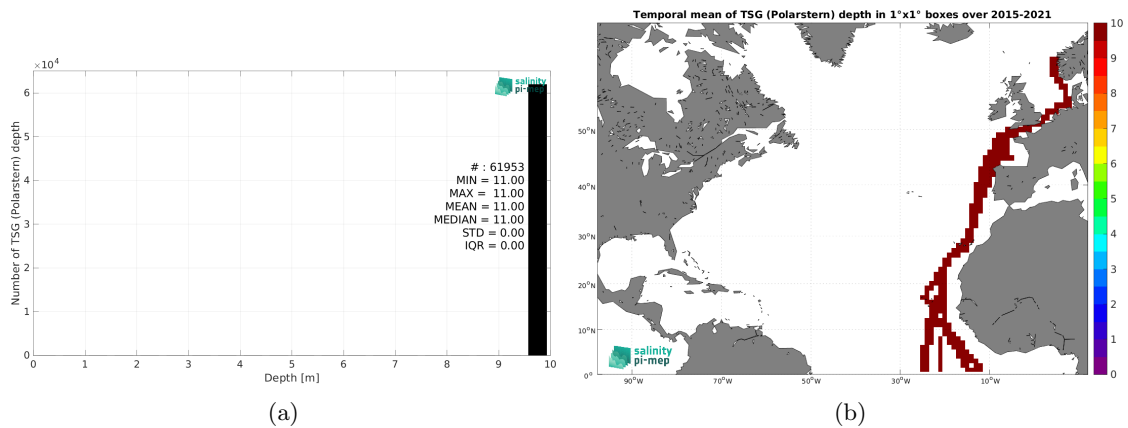 ×10⁴
6
5
4
3
2
1
0
Number of TSG (Polarstern) depth
salinity
pi-mep
# : 61953
MIN = 11.00
MAX = 11.00
MEAN = 11.00
MEDIAN = 11.00
STD = 0.00
IQR = 0.00
0 1 2 3 4 5 6 7 8 9 10
Depth [m]
(a)
Temporal mean of TSG (Polarstern) depth in 1°x1° boxes over 2015-2021
50°N
40°N
30°N
20°N
10°N
0°
90°W 70°W 50°W 30°W 10°W
salinity
pi-mep
10
9
8
7
6
5
4
3
2
1
0
(b)